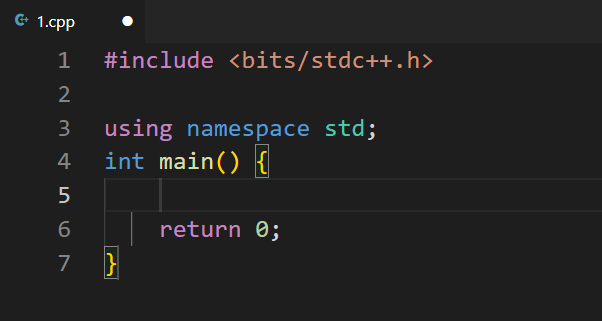 1.cpp
1 #include <bits/stdc++.h>
2
3 using namespace std;
4 int main() {
5
6     return 0;
7 }